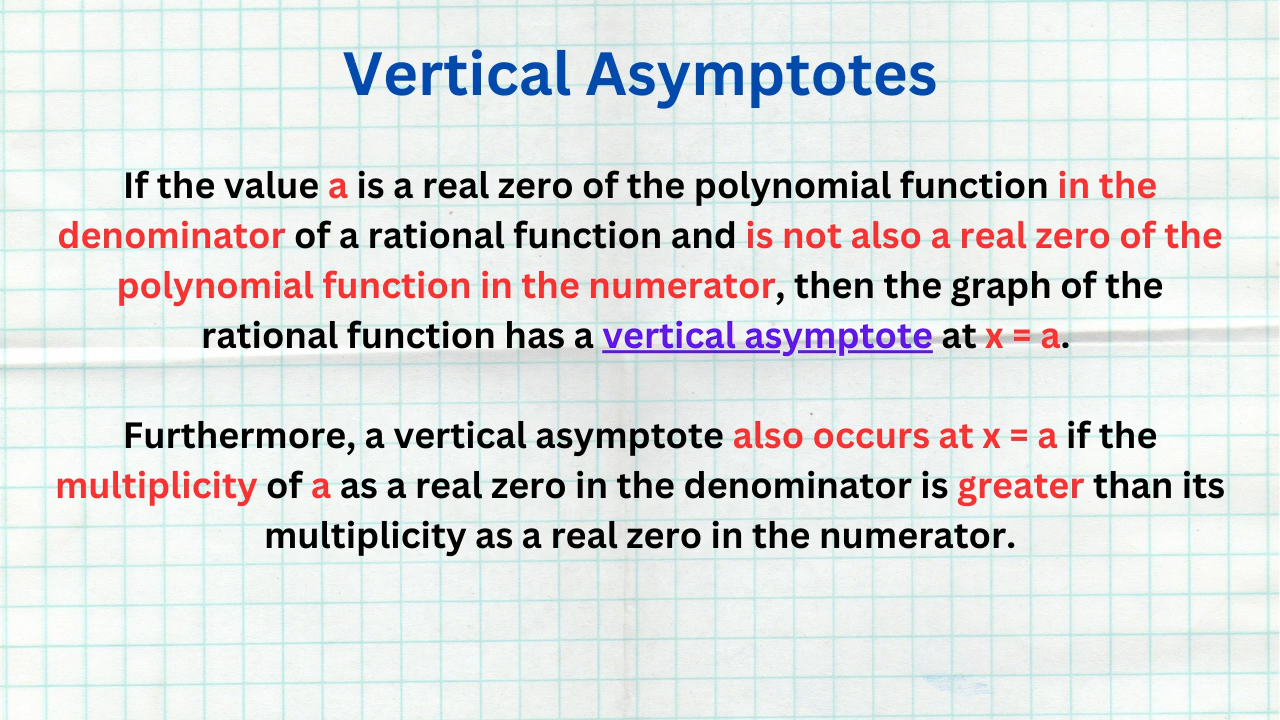 Vertical Asymptotes
If the value a is a real zero of the polynomial function in the
denominator of a rational function and is not also a real zero of the
polynomial function in the numerator, then the graph of the
rational function has a vertical asymptote at x = a.
Furthermore, a vertical asymptote also occurs at x = a if the
multiplicity of a as a real zero in the denominator is greater than its
multiplicity as a real zero in the numerator.